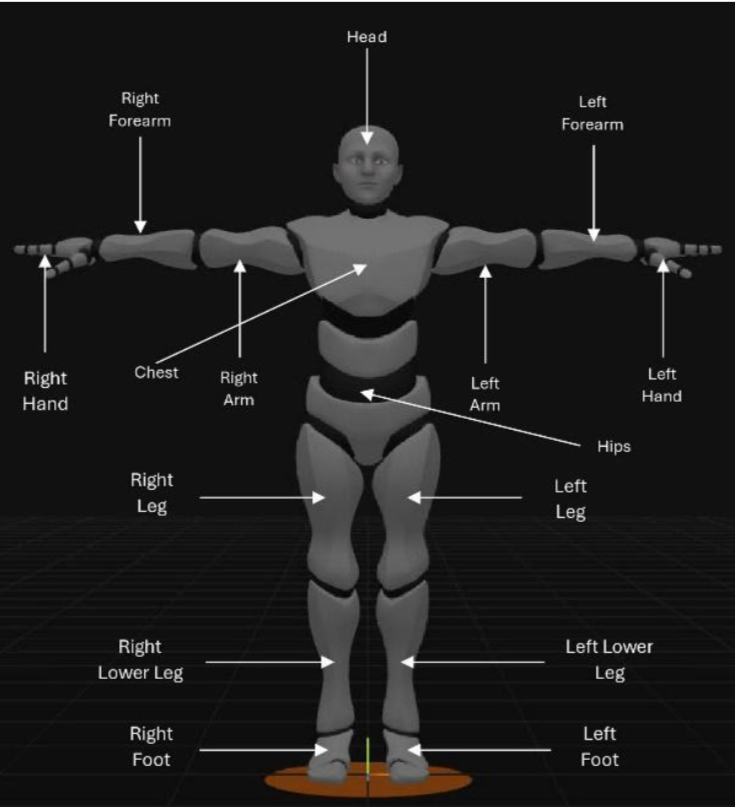 Head
Right
Forearm
Left
Forearm
Right
Hand
Chest
Right
Arm
Left
Arm
Left
Hand
Hips
Right
Leg
Left
Leg
Right
Lower Leg
Left Lower
Leg
Right
Foot
Left
Foot